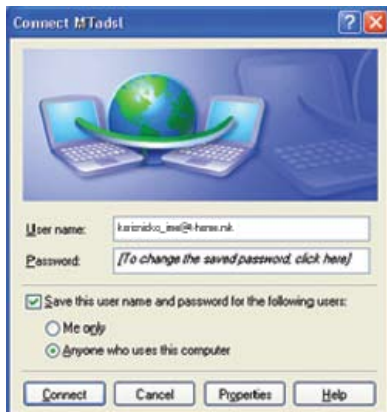 Connect MTadsl
User name:
korisnicko_ime@t-home.mk
Password:
[To change the saved password, click here]
Save this user name and password for the following users:
Me only
Anyone who uses this computer
Connect
Cancel
Properties
Help